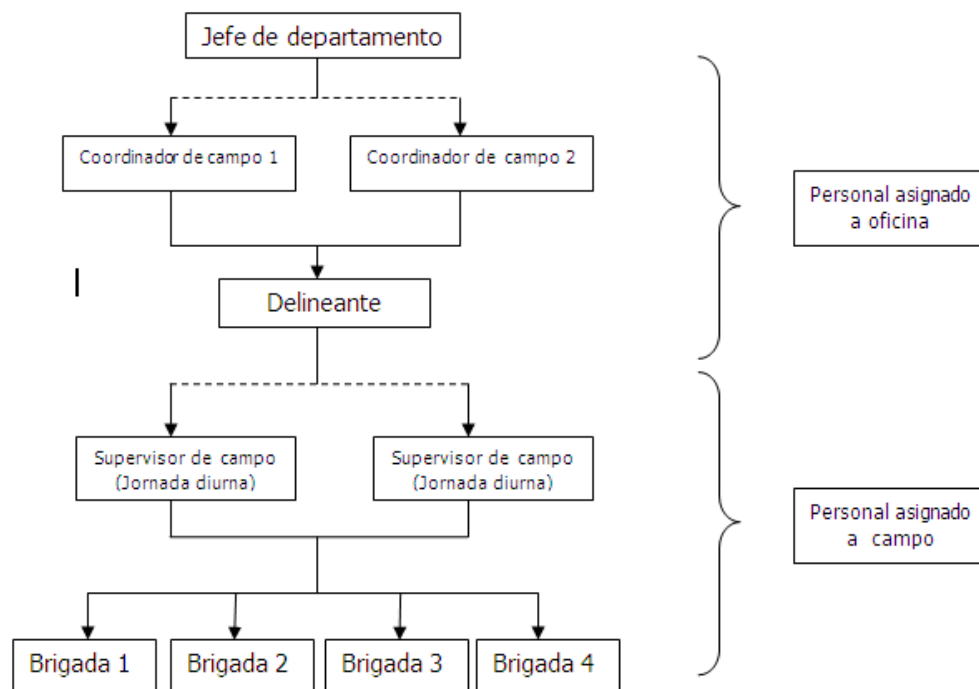 Jefe de departamento
Coordinador de campo 1
Coordinador de campo 2
Personal asignado
a oficina
Delineante
Supervisor de campo
(Jornada diurna)
Supervisor de campo
(Jornada diurna)
Personal asignado
a campo
Brigada 1
Brigada 2
Brigada 3
Brigada 4